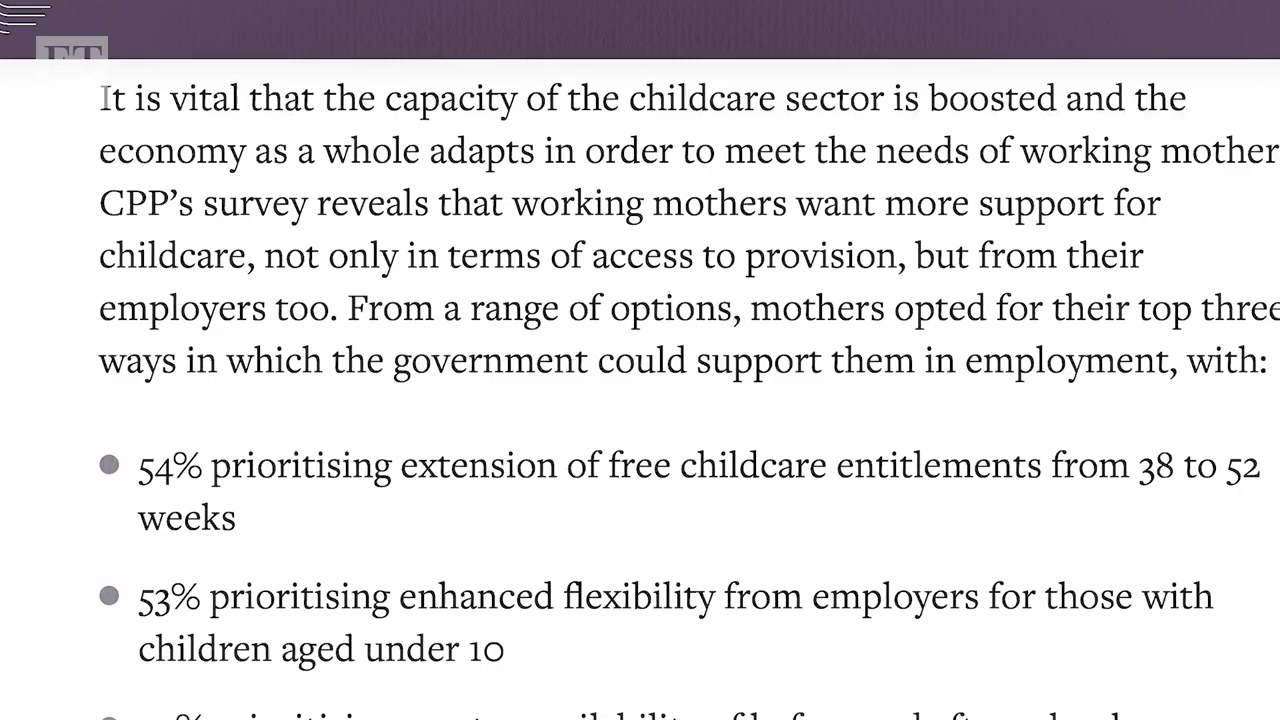 FT
It is vital that the capacity of the childcare sector is boosted and the
economy as a whole adapts in order to meet the needs of working mother
CPP’s survey reveals that working mothers want more support for
childcare, not only in terms of access to provision, but from their
employers too. From a range of options, mothers opted for their top three
ways in which the government could support them in employment, with:
54% prioritising extension of free childcare entitlements from 38 to 52
weeks
53% prioritising enhanced flexibility from employers for those with
children aged under 10